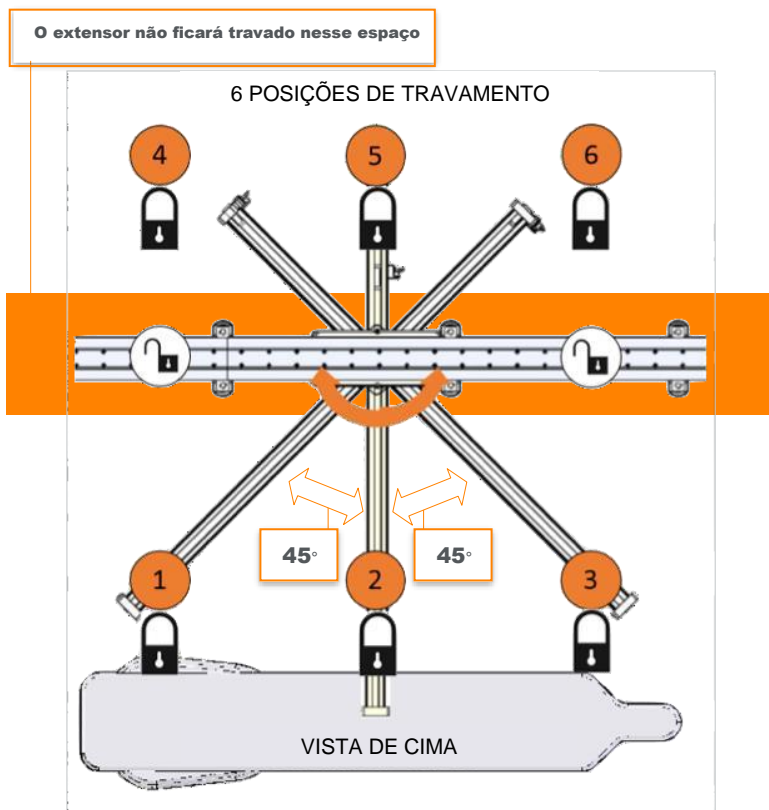 O extensor não ficará travado nesse espaço
6 POSIÇÕES DE TRAVAMENTO
4
5
6
45°
45°
1
2
3
VISTA DE CIMA